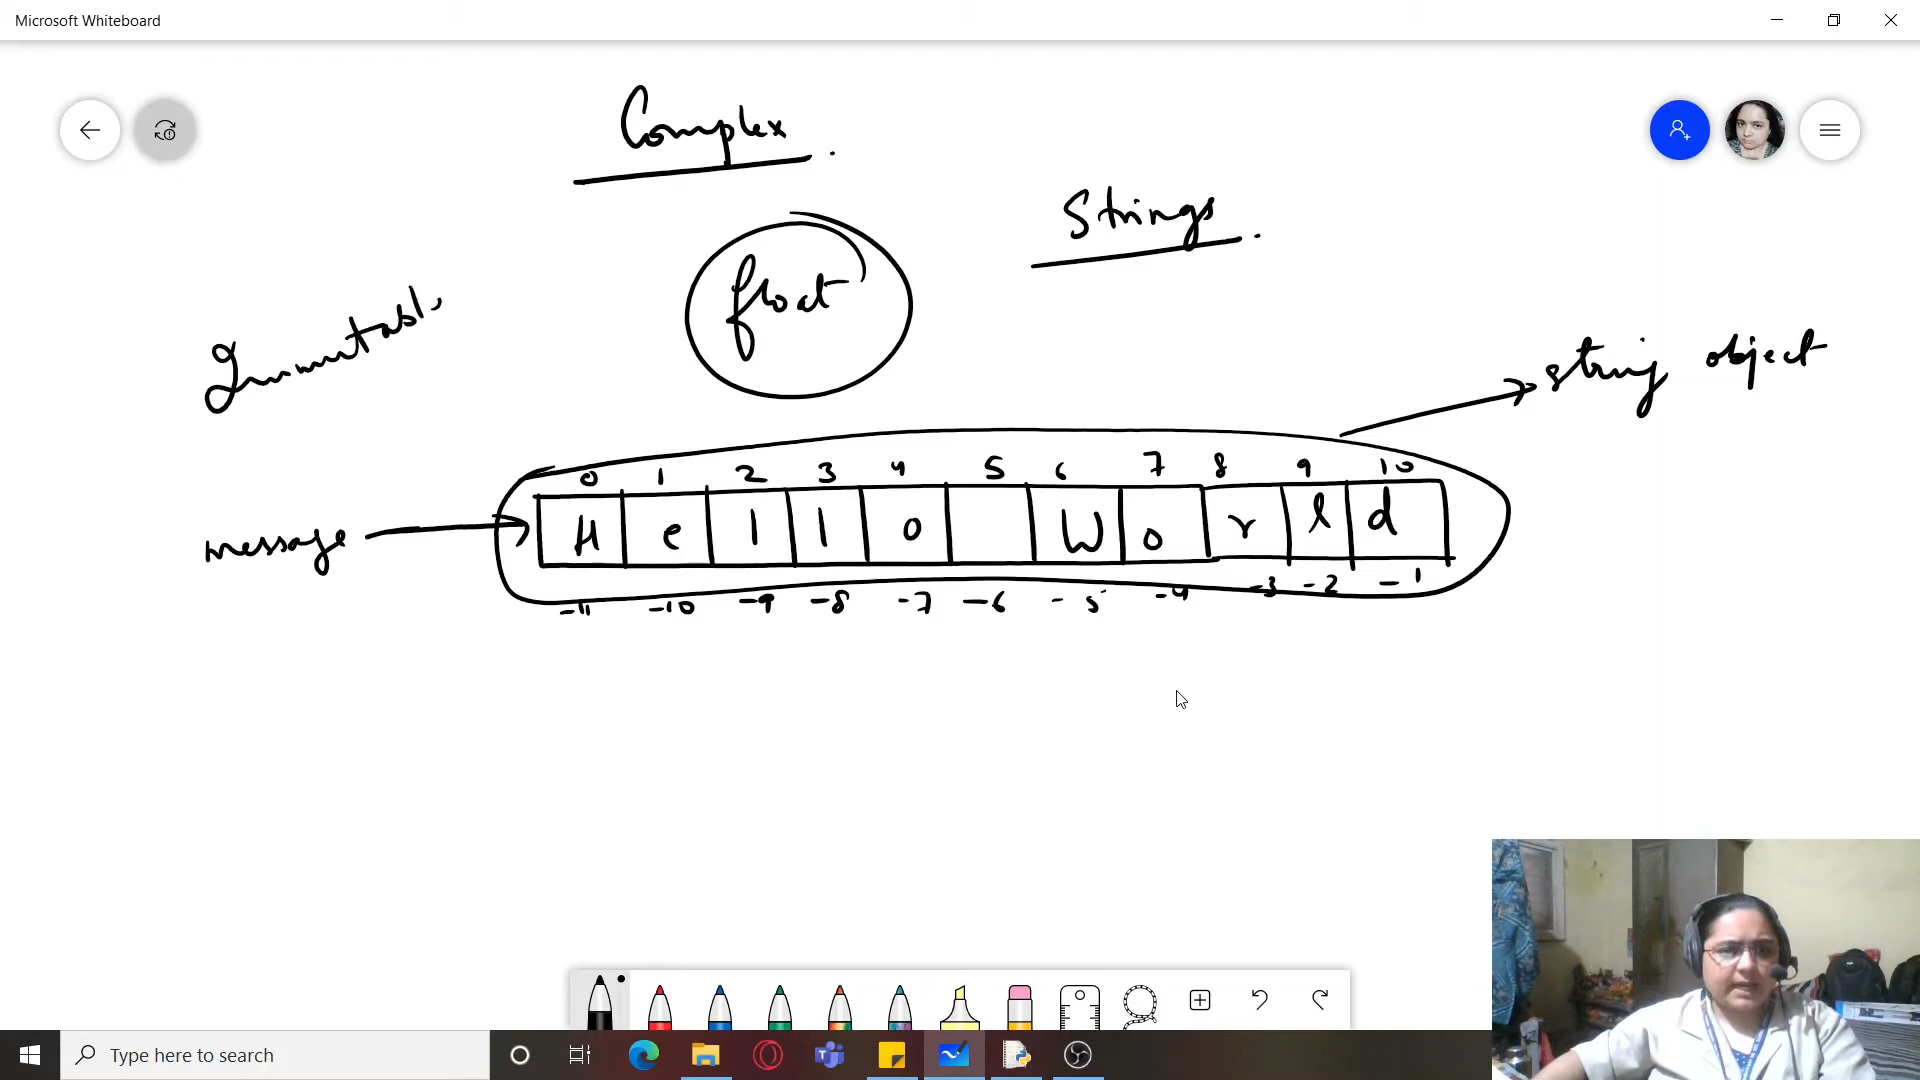 Microsoft Whiteboard
Complex.
Strings.
float
Immutabl
string object
0 1 2 3 4 5 6 7 8 9 10
message
H e l l o W o r l d
-11 -10 -9 -8 -7 -6 -5 -4 -3 -2 -1
Type here to search